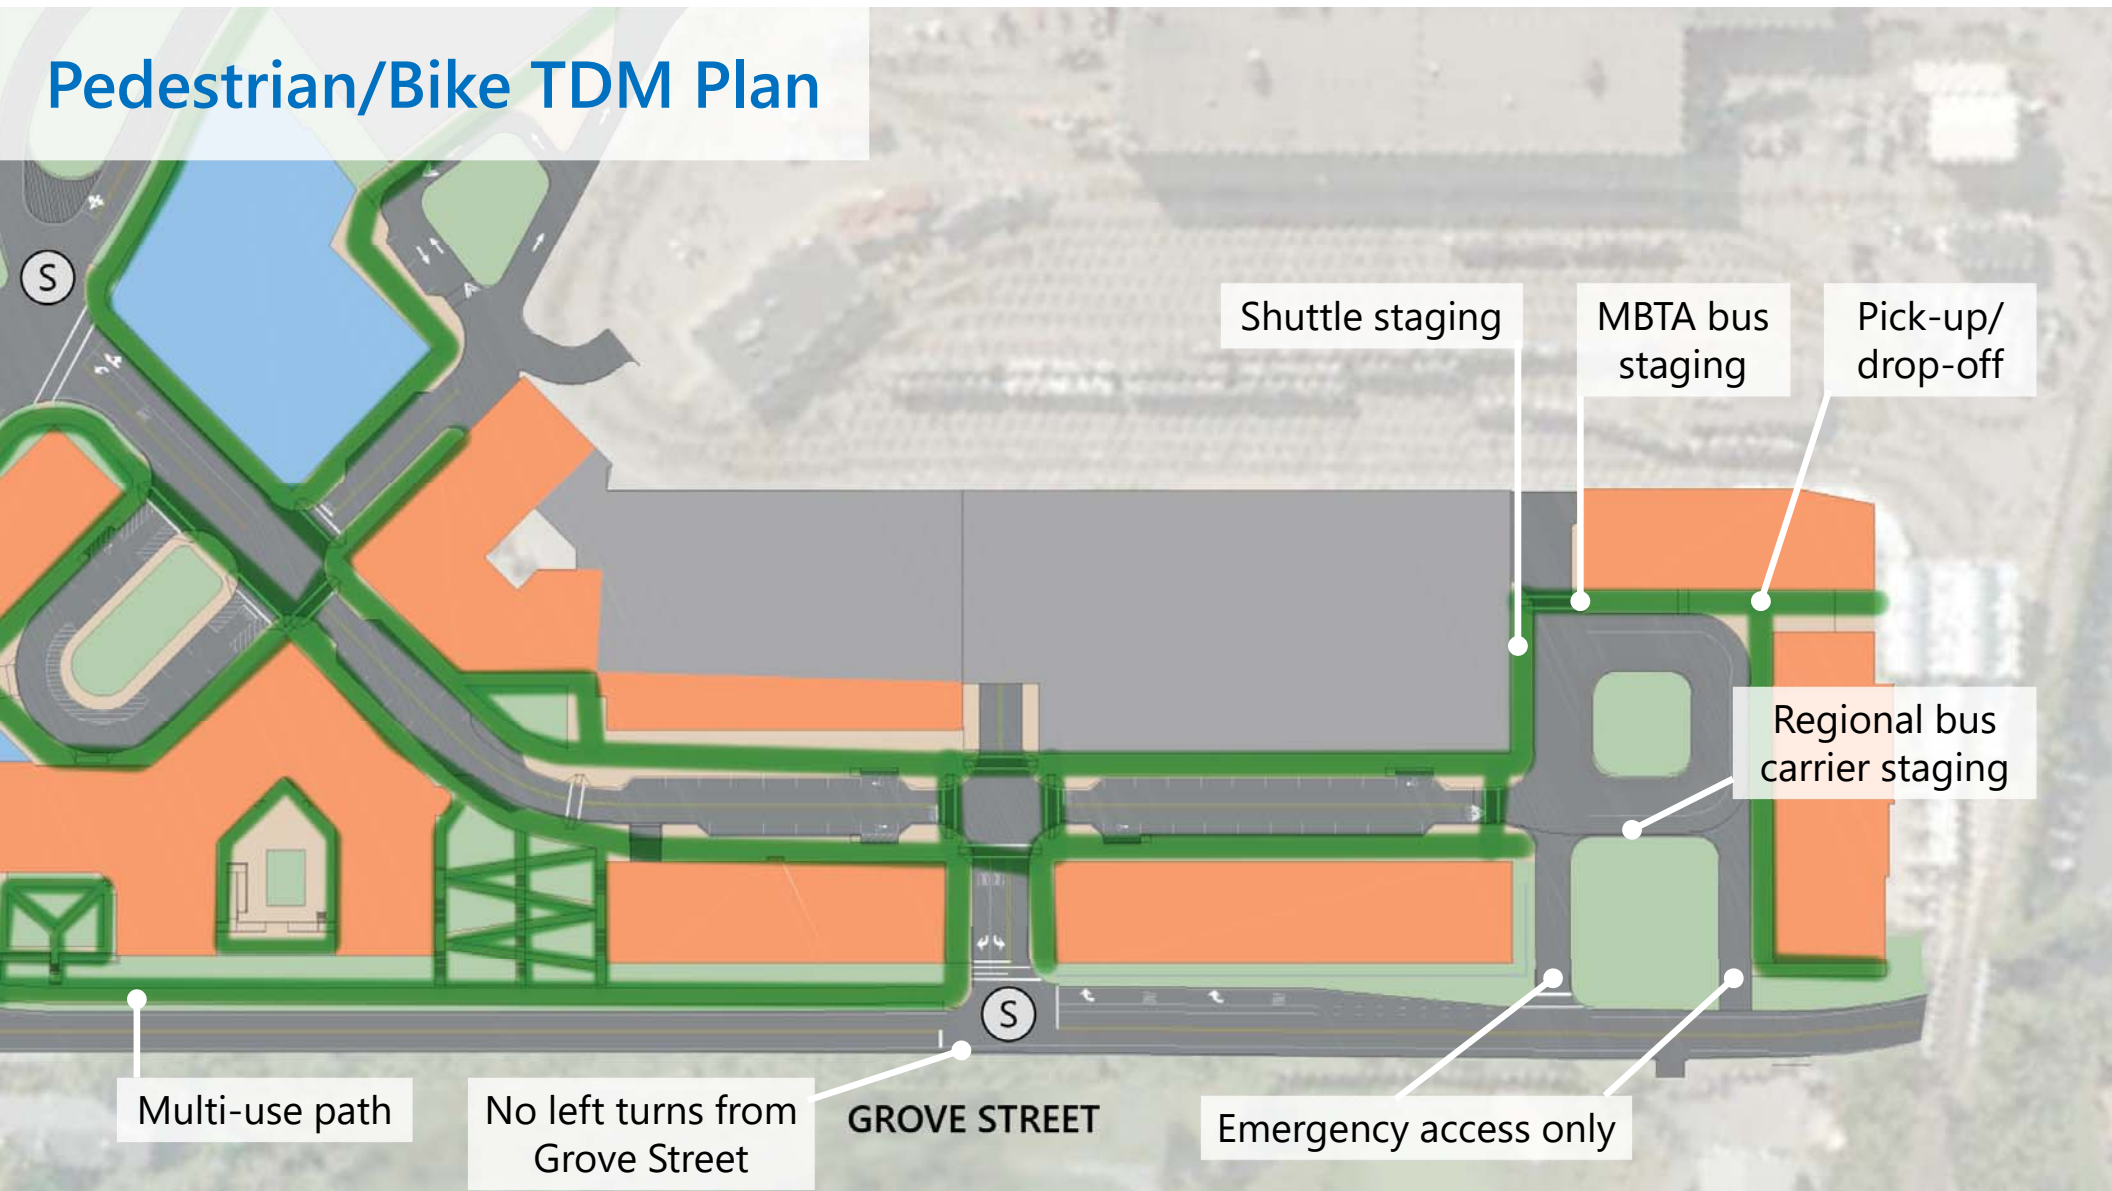 Pedestrian/Bike TDM Plan
S
Shuttle staging
MBTA bus
staging
Pick-up/
drop-off
Regional bus
carrier staging
S
Multi-use path
No left turns from
Grove Street
GROVE STREET
Emergency access only